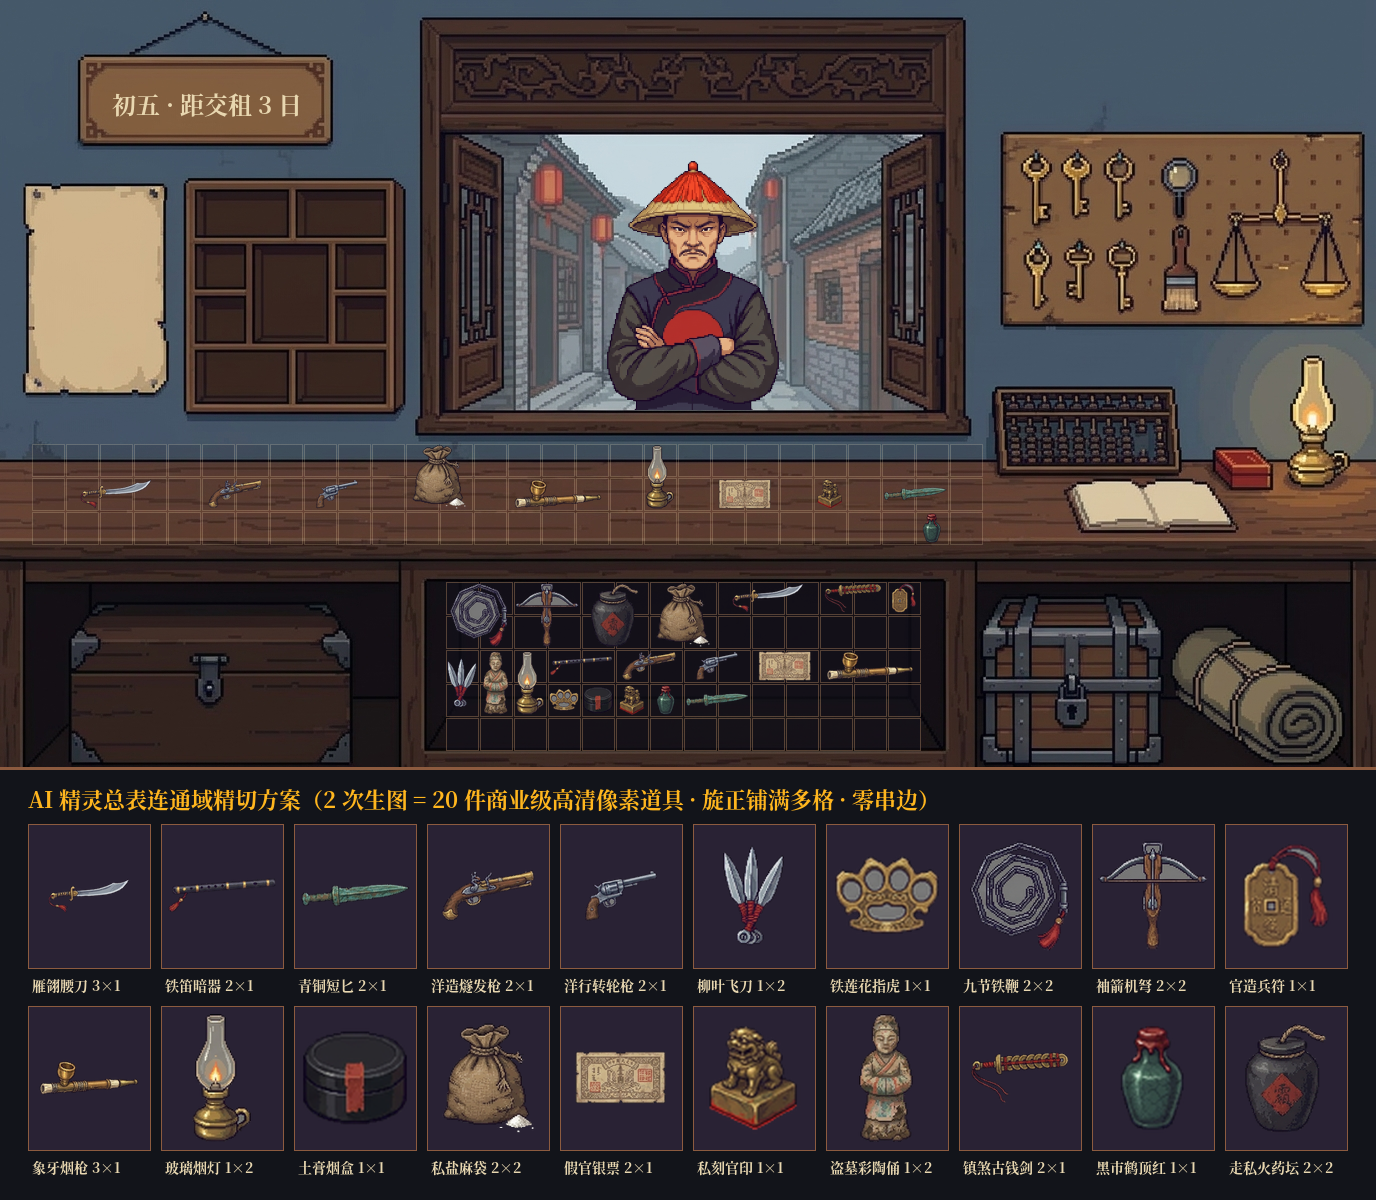 初五 · 距交租 3 日
AI 精灵总表连通域精切方案（2 次生图 = 20 件商业级高清像素道具 · 旋正铺满多格 · 零串边）
雁翎腰刀 3×1
铁笛暗器 2×1
青铜短匕 2×1
洋造燧发枪 2×1
洋行转轮枪 2×1
柳叶飞刀 1×2
铁莲花指虎 1×1
九节铁鞭 2×2
袖箭机弩 2×2
官造兵符 1×1
象牙烟枪 3×1
玻璃烟灯 1×2
土膏烟盒 1×1
私盐麻袋 2×2
假官银票 2×1
私刻官印 1×1
盗墓彩陶俑 1×2
镇煞古钱剑 2×1
黑市鹤顶红 1×1
走私火药坛 2×2